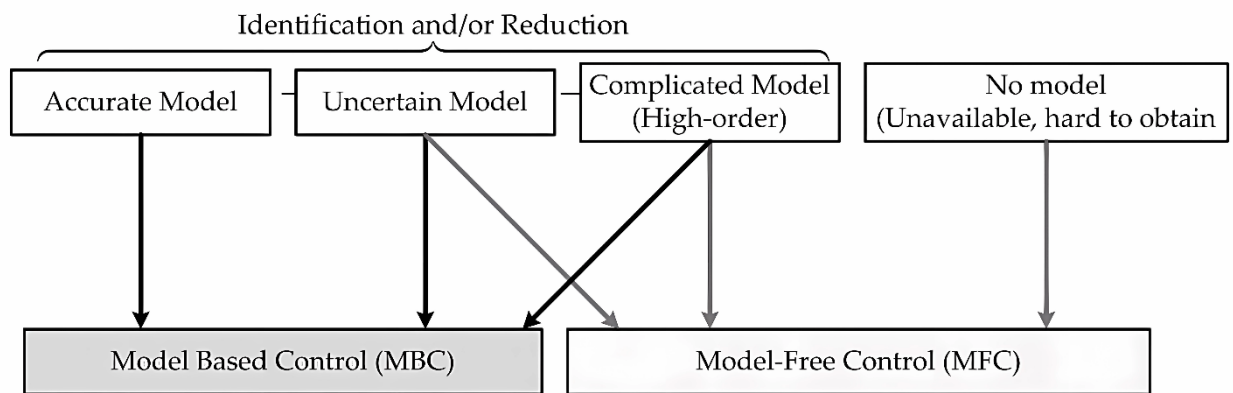 Identification and/or Reduction
Accurate Model
Uncertain Model
Complicated Model
(High-order)
No model
(Unavailable, hard to obtain
Model Based Control (MBC)
Model-Free Control (MFC)